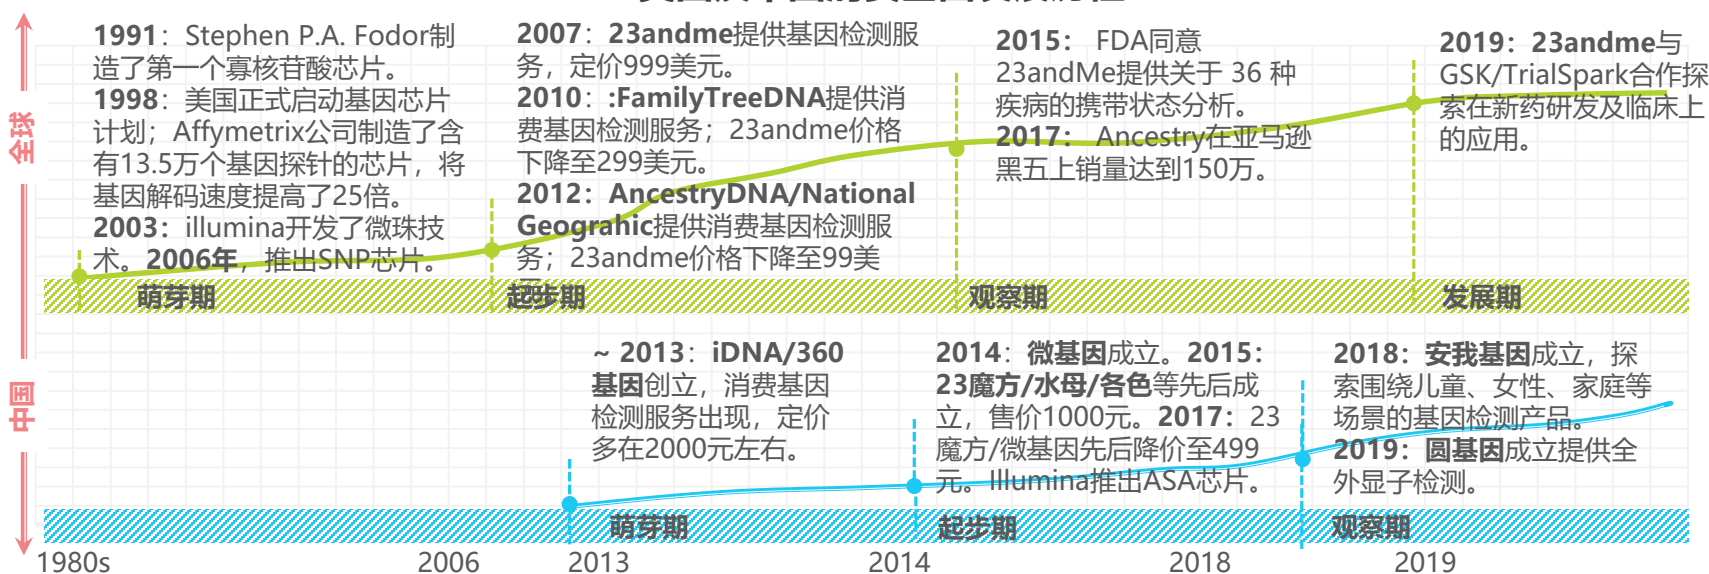 1991：Stephen P.A. Fodor制
造了第一个寡核苷酸芯片。
1998：美国正式启动基因芯片
计划；Affymetrix公司制造了含
有13.5万个基因探针的芯片，将
基因解码速度提高了25倍。
2003：illumina开发了微珠技
术。2006年，推出SNP芯片。
2007：23andme提供基因检测服
务，定价999美元。
2010：:FamilyTreeDNA提供消
费基因检测服务；23andme价格
下降至299美元。
2012：AncestryDNA/National
Geograhic提供消费基因检测服
务；23andme价格下降至99美
2015： FDA同意
23andMe提供关于 36 种
疾病的携带状态分析。
2017： Ancestry在亚马逊
黑五上销量达到150万。
2019：23andme与
GSK/TrialSpark合作探
索在新药研发及临床上
的应用。
全球
萌芽期
起步期
观察期
发展期
~ 2013：iDNA/360
基因创立，消费基因
检测服务出现，定价
多在2000元左右。
2014：微基因成立。2015：
23魔方/水母/各色等先后成
立，售价1000元。2017：23
魔方/微基因先后降价至499
元。Illumina推出ASA芯片。
2018：安我基因成立，探
索围绕儿童、女性、家庭等
场景的基因检测产品。
2019：圆基因成立提供全
外显子检测。
中国
萌芽期
起步期
观察期
1980s
2006
2013
2014
2018
2019